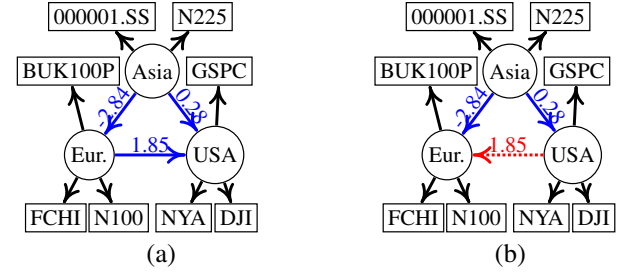 000001.SS N225
Asia
BUK100P GSPC
-2.84 0.28
Eur. 1.85 USA
FCHI N100 NYA DJI
(a)
000001.SS N225
Asia
BUK100P GSPC
-2.84 0.28
Eur. 1.85 USA
FCHI N100 NYA DJI
(b)